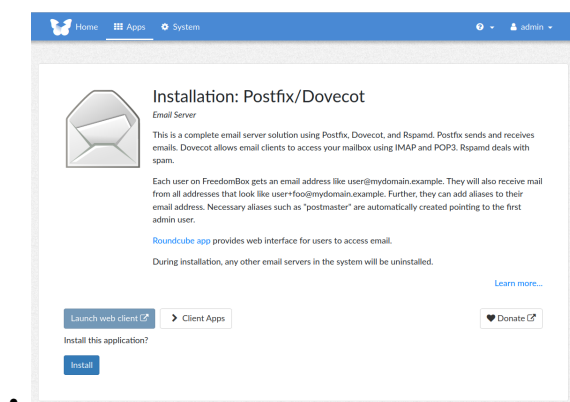 Home Apps System admin
Installation: Postfix/Dovecot
Email Server
This is a complete email server solution using Postfix, Dovecot, and Rspamd. Postfix sends and receives
emails. Dovecot allows email clients to access your mailbox using IMAP and POP3. Rspamd deals with
spam.
Each user on FreedomBox gets an email address like user@mydomain.example. They will also receive mail
from all addresses that look like user+foo@mydomain.example. Further, they can add aliases to their
email address. Necessary aliases such as "postmaster" are automatically created pointing to the first
admin user.
Roundcube app provides web interface for users to access email.
During installation, any other email servers in the system will be uninstalled.
Learn more...
Launch web client Client Apps Donate
Install this application?
Install